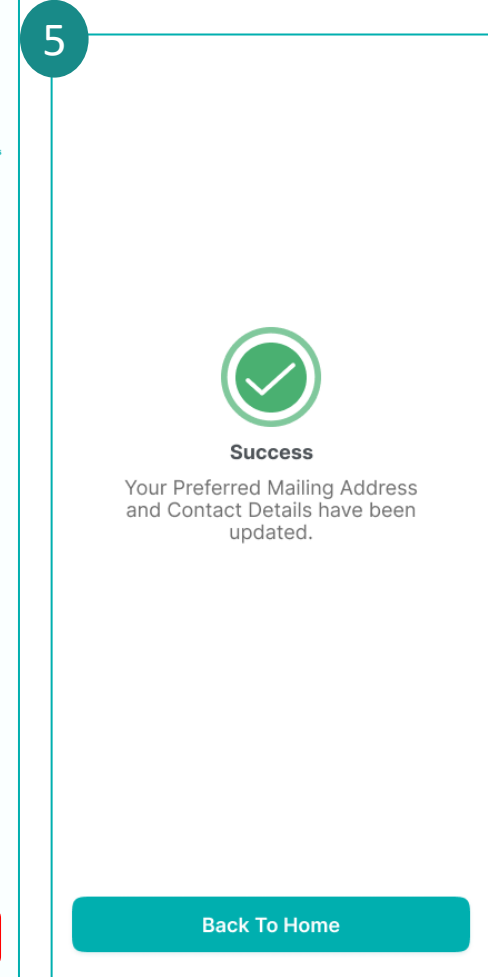 5
Success
Your Preferred Mailing Address
and Contact Details have been
updated.
Back To Home